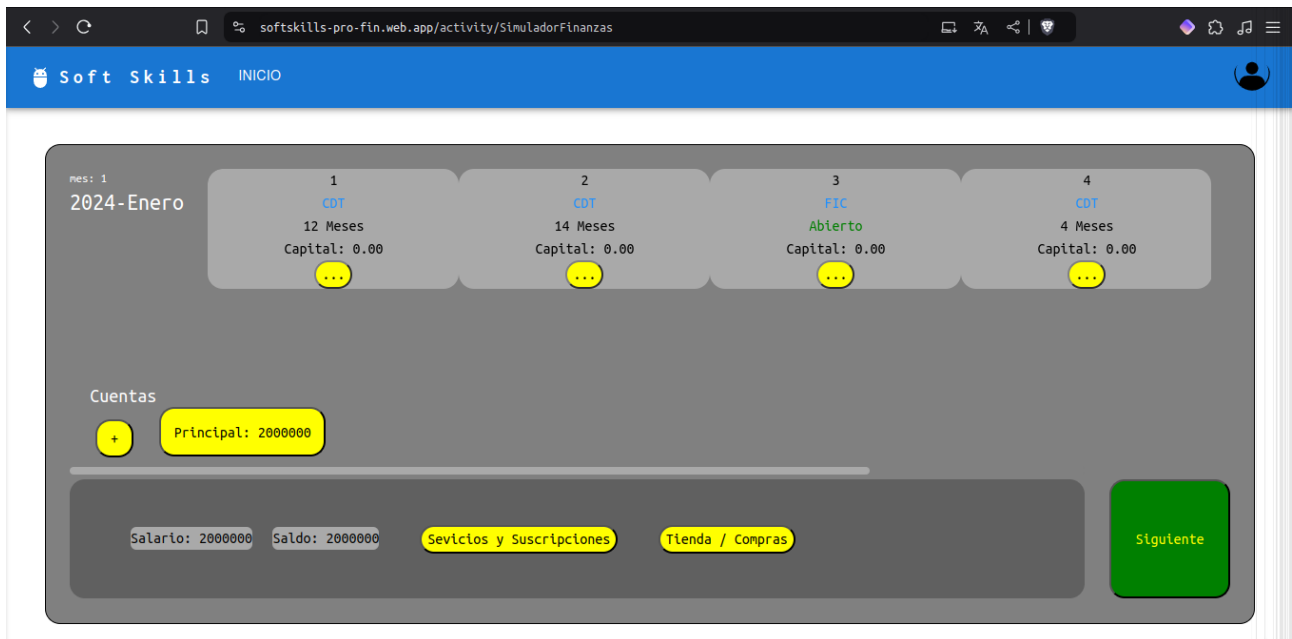 softskills-pro-fin.web.app/activity/SimuladorFinanzas
Soft Skills INICIO
mes: 1
2024-Enero
1
CDT
12 Meses
Capital: 0.00
...
2
CDT
14 Meses
Capital: 0.00
...
3
FIC
Abierto
Capital: 0.00
...
4
CDT
4 Meses
Capital: 0.00
...
Cuentas
+
Principal: 2000000
Salario: 2000000 Saldo: 2000000 Sevicios y Suscripciones Tienda / Compras
Siguiente